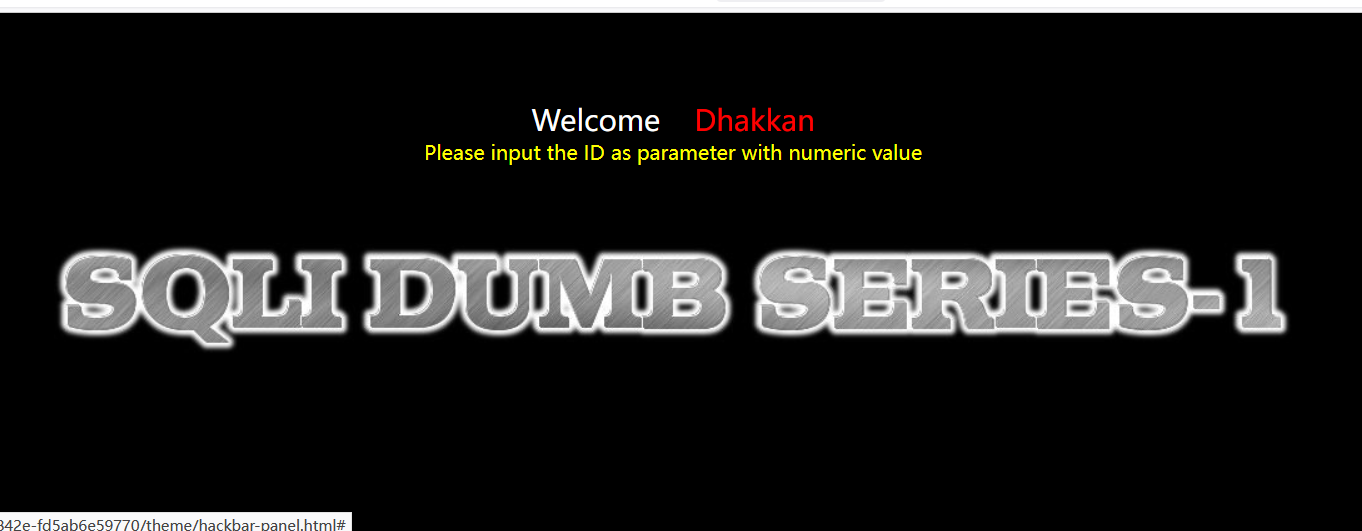 Welcome Dhakkan
Please input the ID as parameter with numeric value
SQLI DUMB SERIES-1
342e-fd5ab6e59770/theme/hackbar-panel.html#